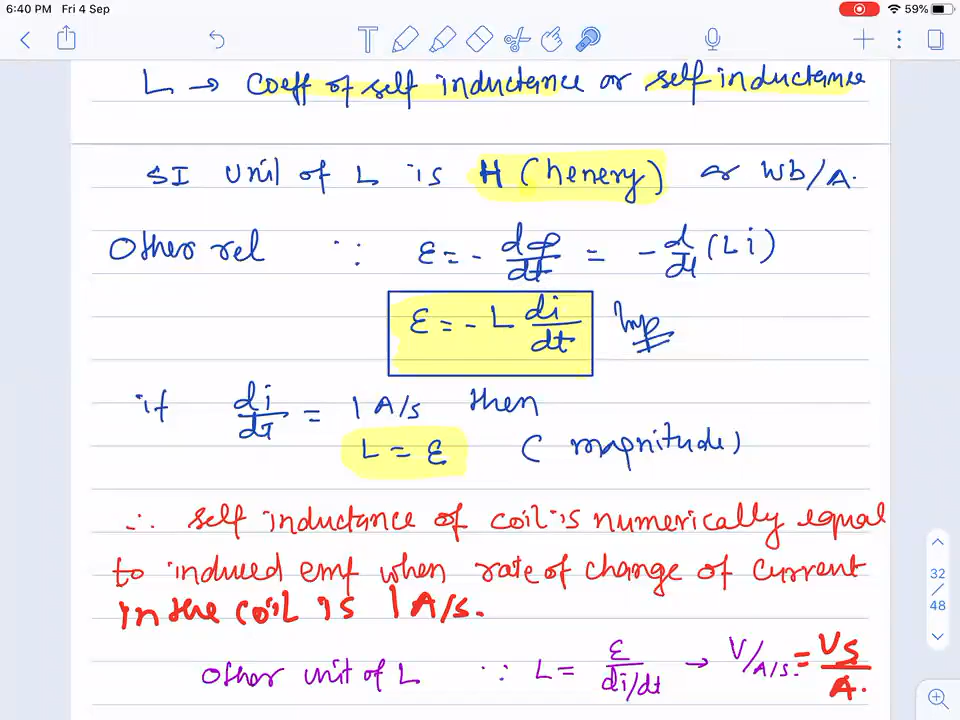 6:40 PM Fri 4 Sep 59%
L → Coeff of self inductance or self inductance
SI Unit of L is H (henery) or Wb/A.
Other rel ∵ ε = - dφ/dt = - d/dt (Li)
ε = - L di/dt Imp
if di/dt = 1 A/s then
L = ε (magnitude)
∴ self inductance of coil is numerically equal
to induced emf when rate of change of current
in the coil is 1 A/s.
Other unit of L ∵ L = ε/di/dt → V/A/s. = VS/A.
32
/
48